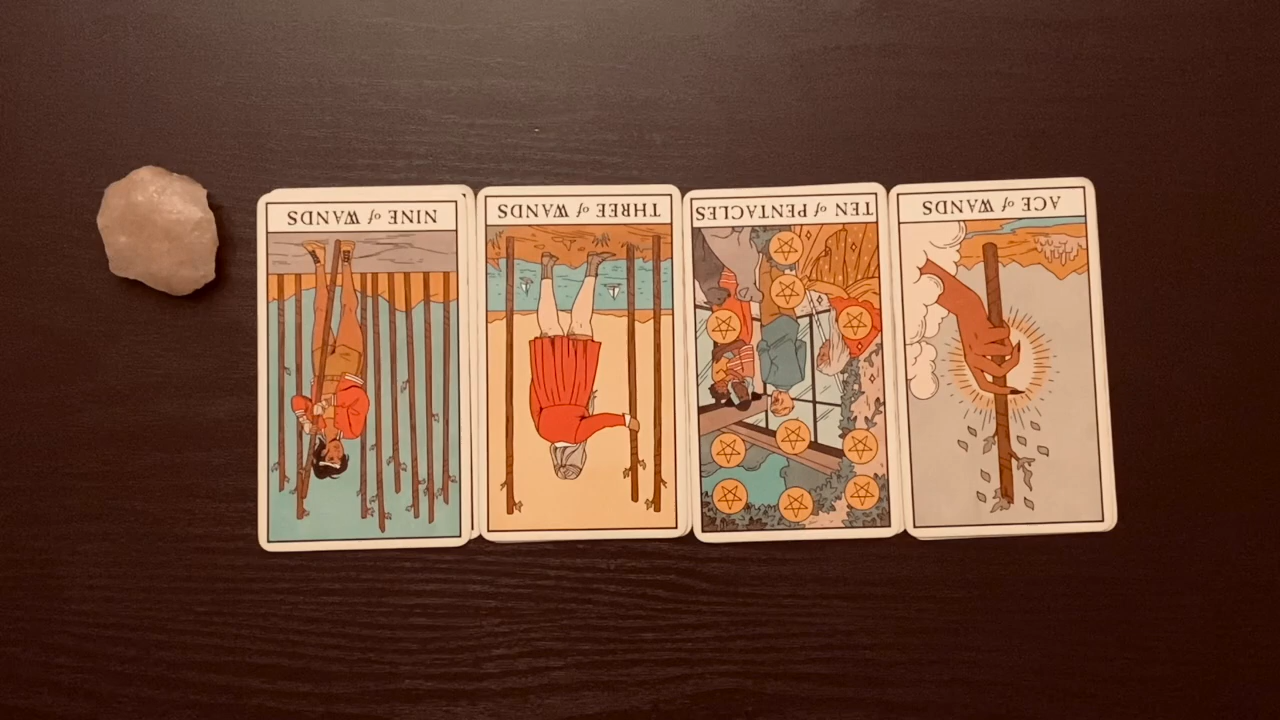 NINE of WANDS
THREE of WANDS
TEN of PENTACLES
ACE of WANDS